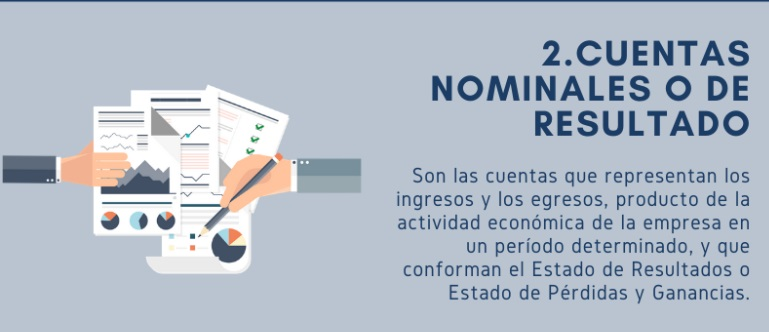 2.CUENTAS
NOMINALES O DE
RESULTADO
Son las cuentas que representan los
ingresos y los egresos, producto de la
actividad económica de la empresa en
un período determinado, y que
conforman el Estado de Resultados o
Estado de Pérdidas y Ganancias.